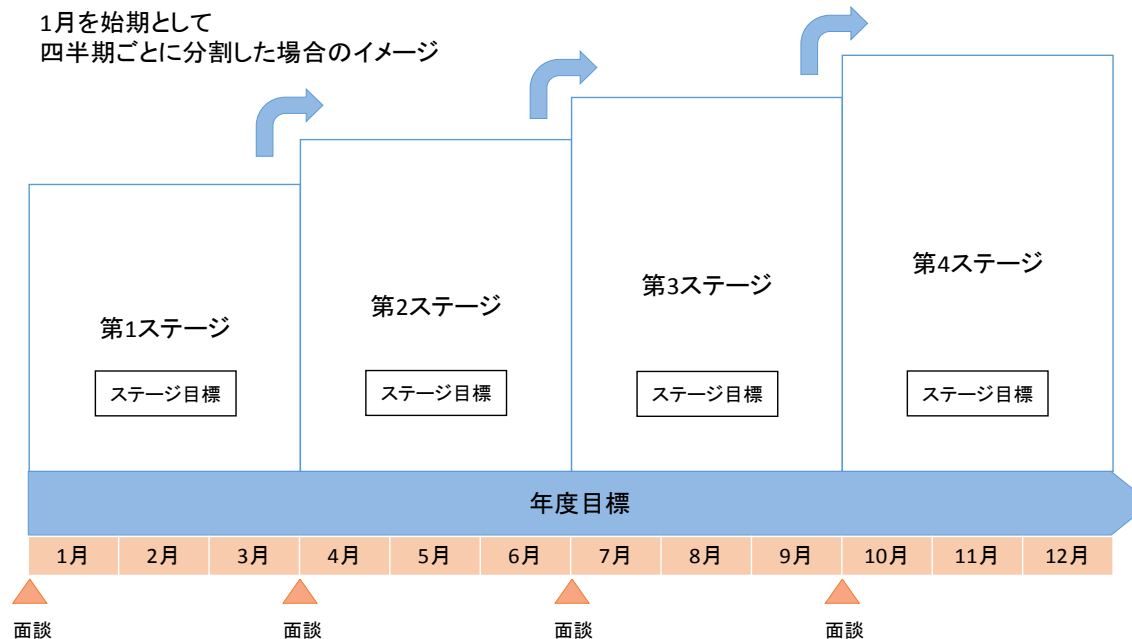 1月を始期として
四半期ごとに分割した場合のイメージ
第1ステージ
ステージ目標
第2ステージ
ステージ目標
第3ステージ
ステージ目標
第4ステージ
ステージ目標
年度目標
1月 2月 3月 4月 5月 6月 7月 8月 9月 10月 11月 12月
面談 面談 面談 面談